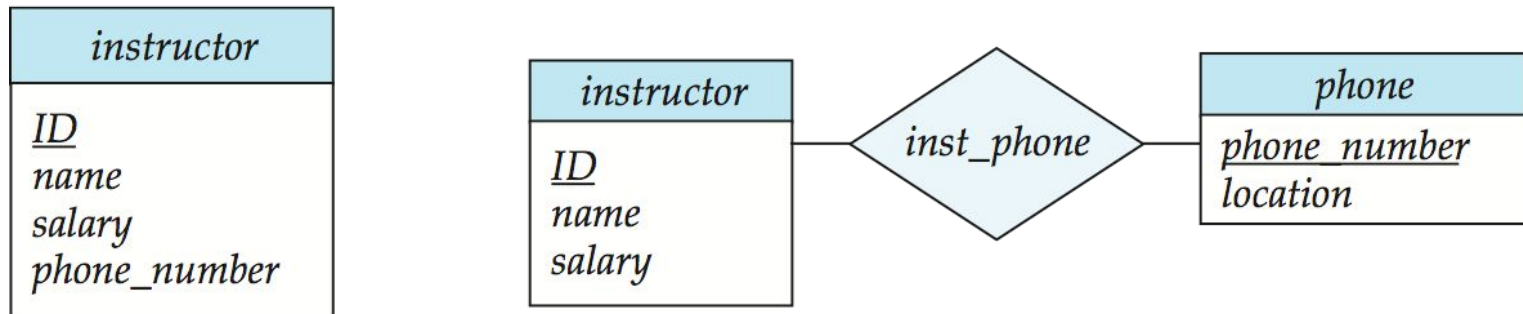 instructor
ID
name
salary
phone_number
instructor
ID
name
salary
inst_phone
phone
phone_number
location